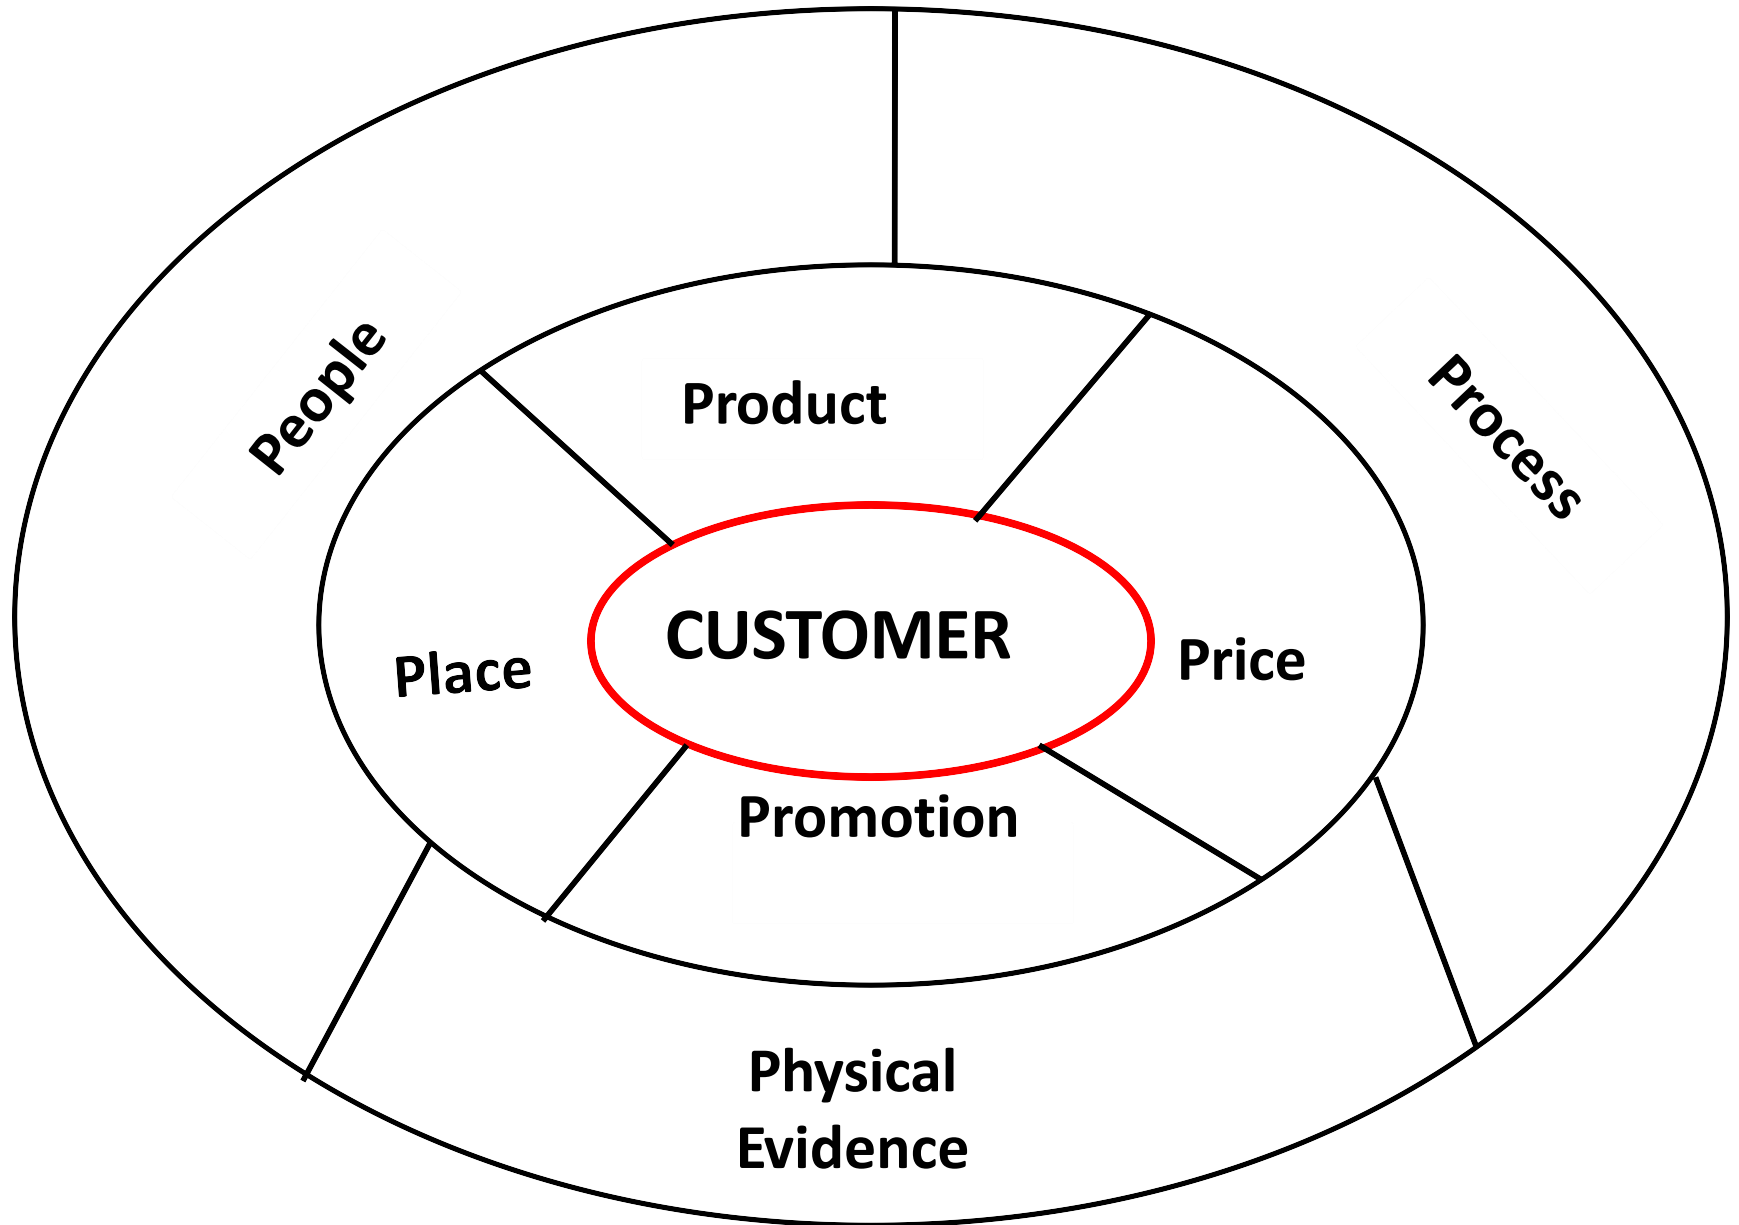 People
Process
Product
CUSTOMER
Place
Price
Promotion
Physical
Evidence